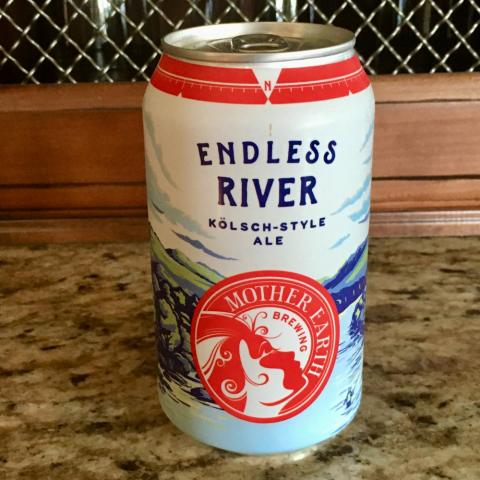 N
ENDLESS
RIVER
KÖLSCH-STYLE
ALE
MOTHER EARTH
BREWING